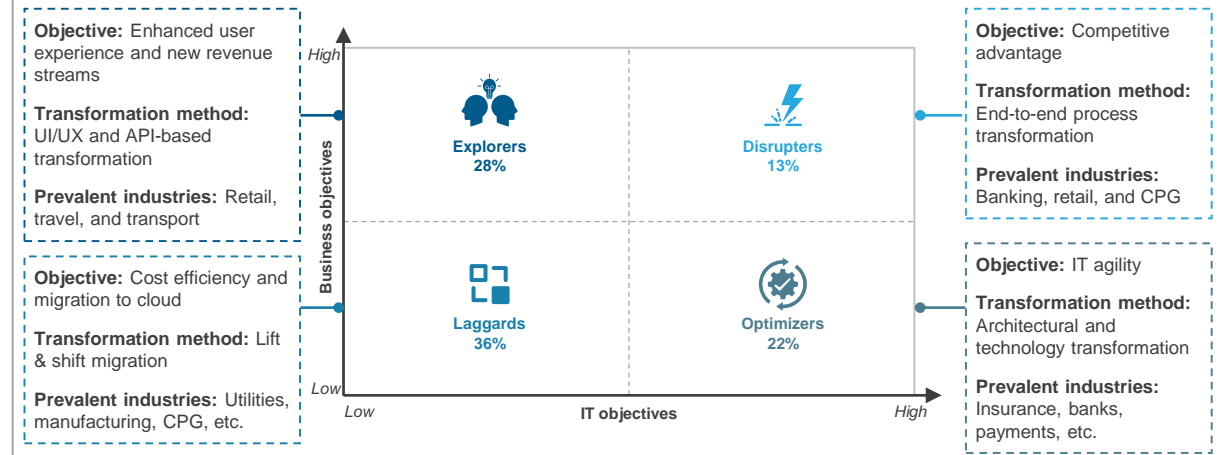 Objective: Enhanced user
experience and new revenue
streams
Transformation method:
UI/UX and API-based
transformation
Prevalent industries: Retail,
travel, and transport
Objective: Cost efficiency and
migration to cloud
Transformation method: Lift
& shift migration
Prevalent industries: Utilities,
manufacturing, CPG, etc.
High
Business objectives
Low
Explorers
28%
Disrupters
13%
Laggards
36%
Optimizers
22%
Low
IT objectives
High
Objective: Competitive
advantage
Transformation method:
End-to-end process
transformation
Prevalent industries:
Banking, retail, and CPG
Objective: IT agility
Transformation method:
Architectural and
technology transformation
Prevalent industries:
Insurance, banks,
payments, etc.